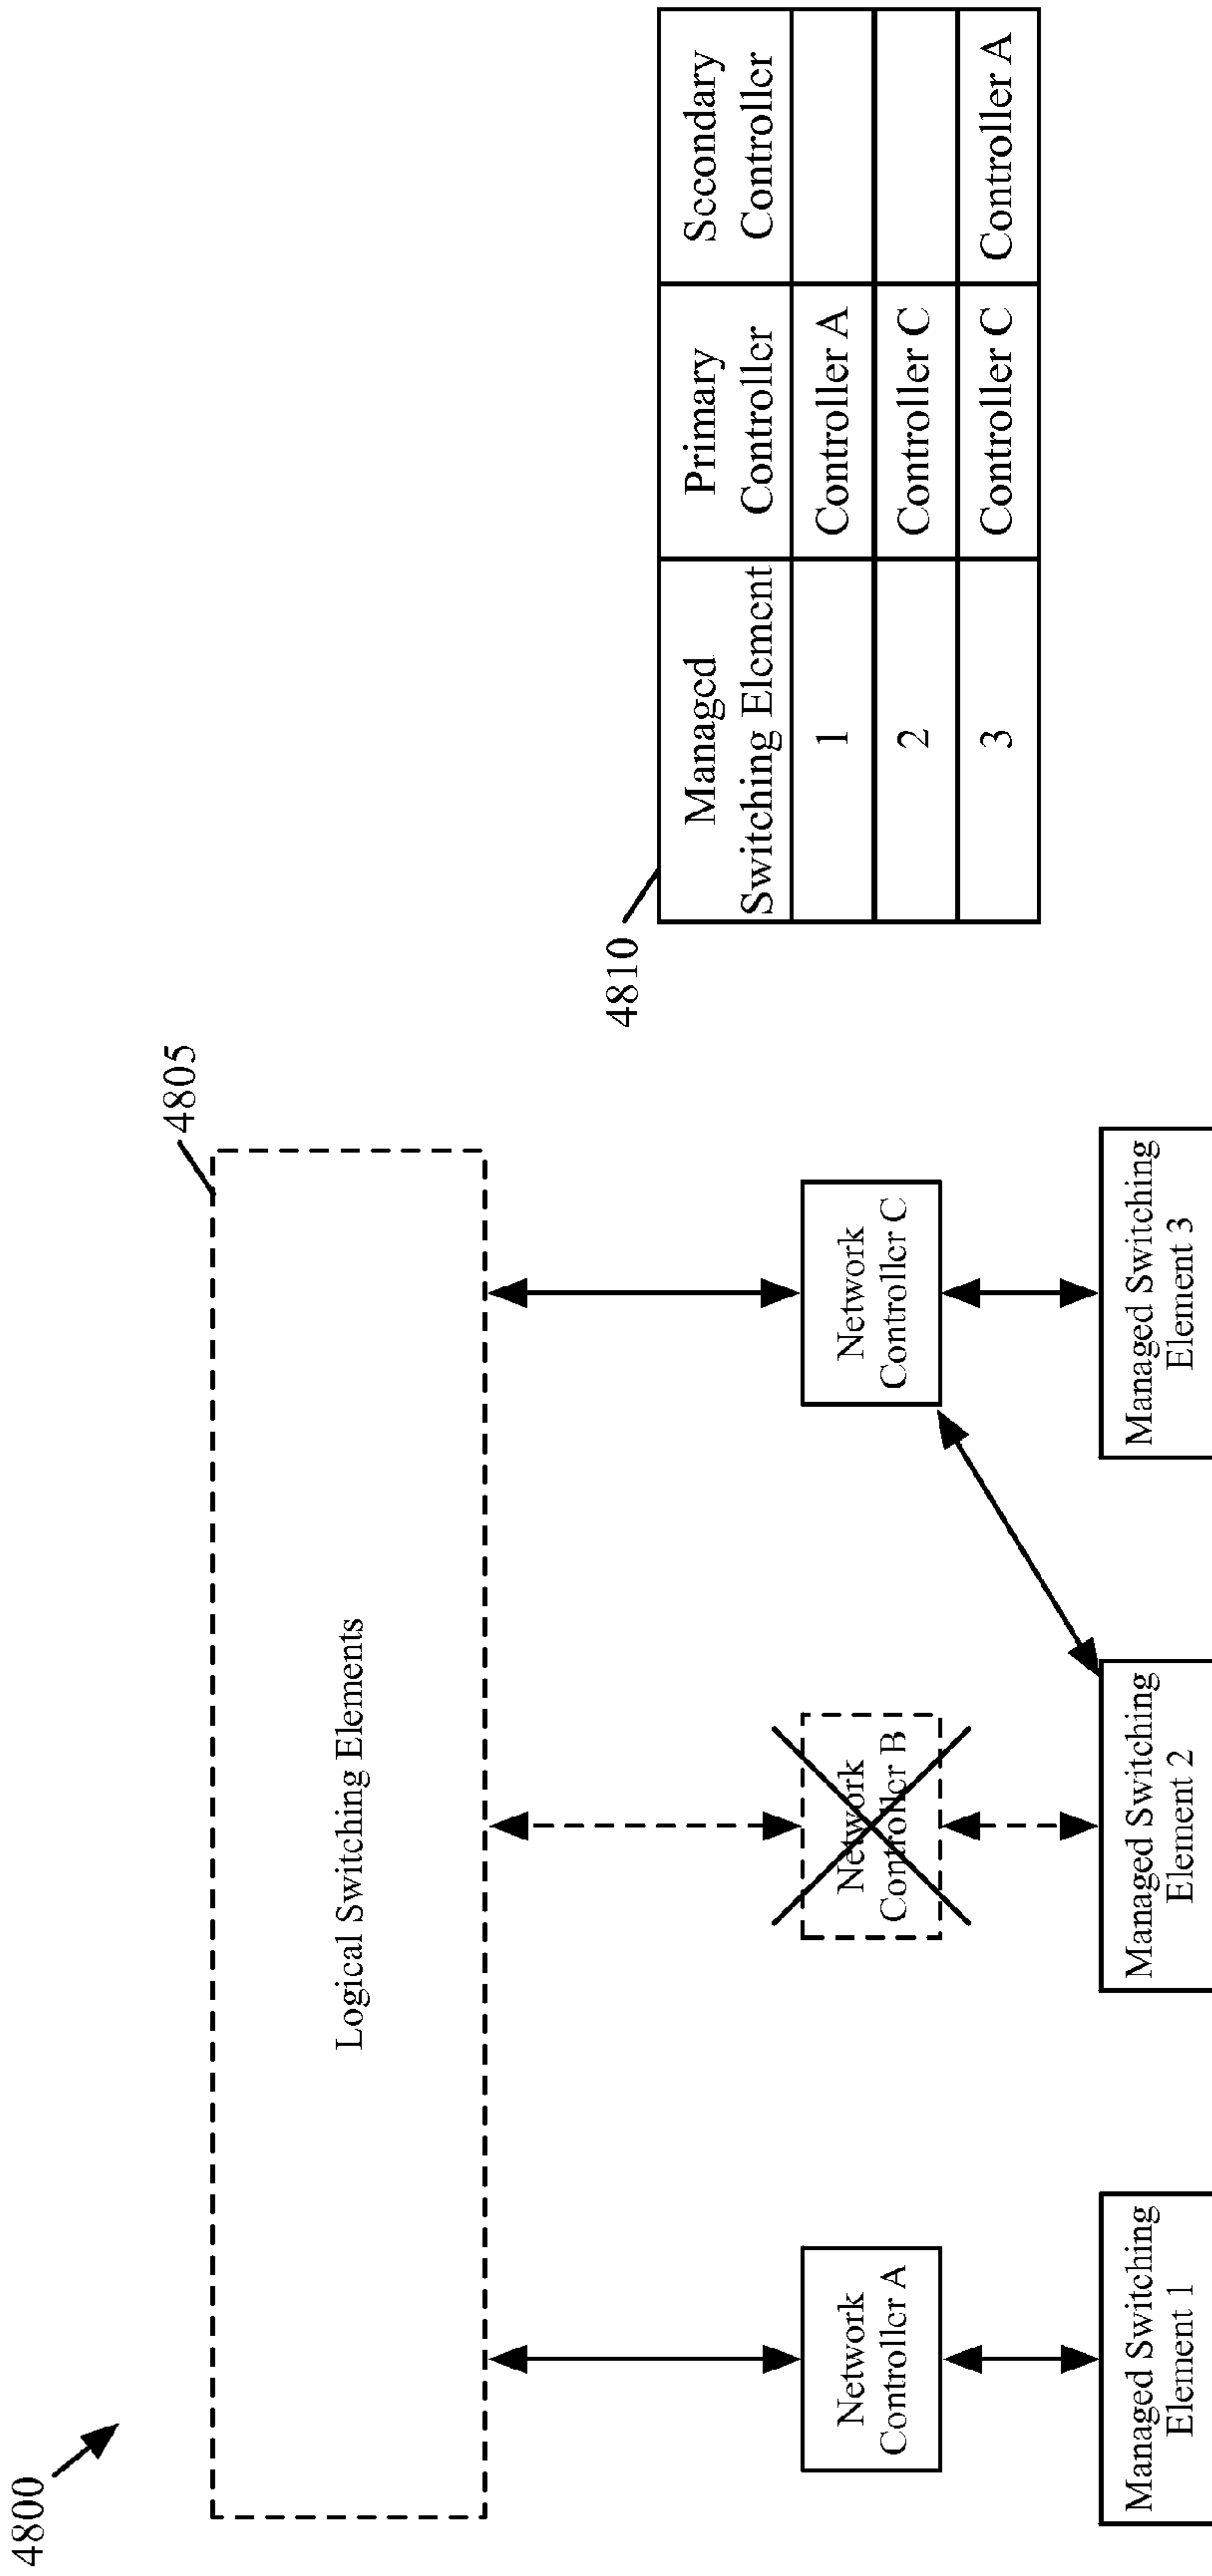 4800
4805
Logical Switching Elements
Network
Controller A
Network
Controller B
Network
Controller C
Managed Switching
Element 1
Managed Switching
Element 2
Managed Switching
Element 3
4810
Managed
Switching Element
Primary
Controller
Secondary
Controller
1
Controller A
2
Controller C
3
Controller C
Controller A